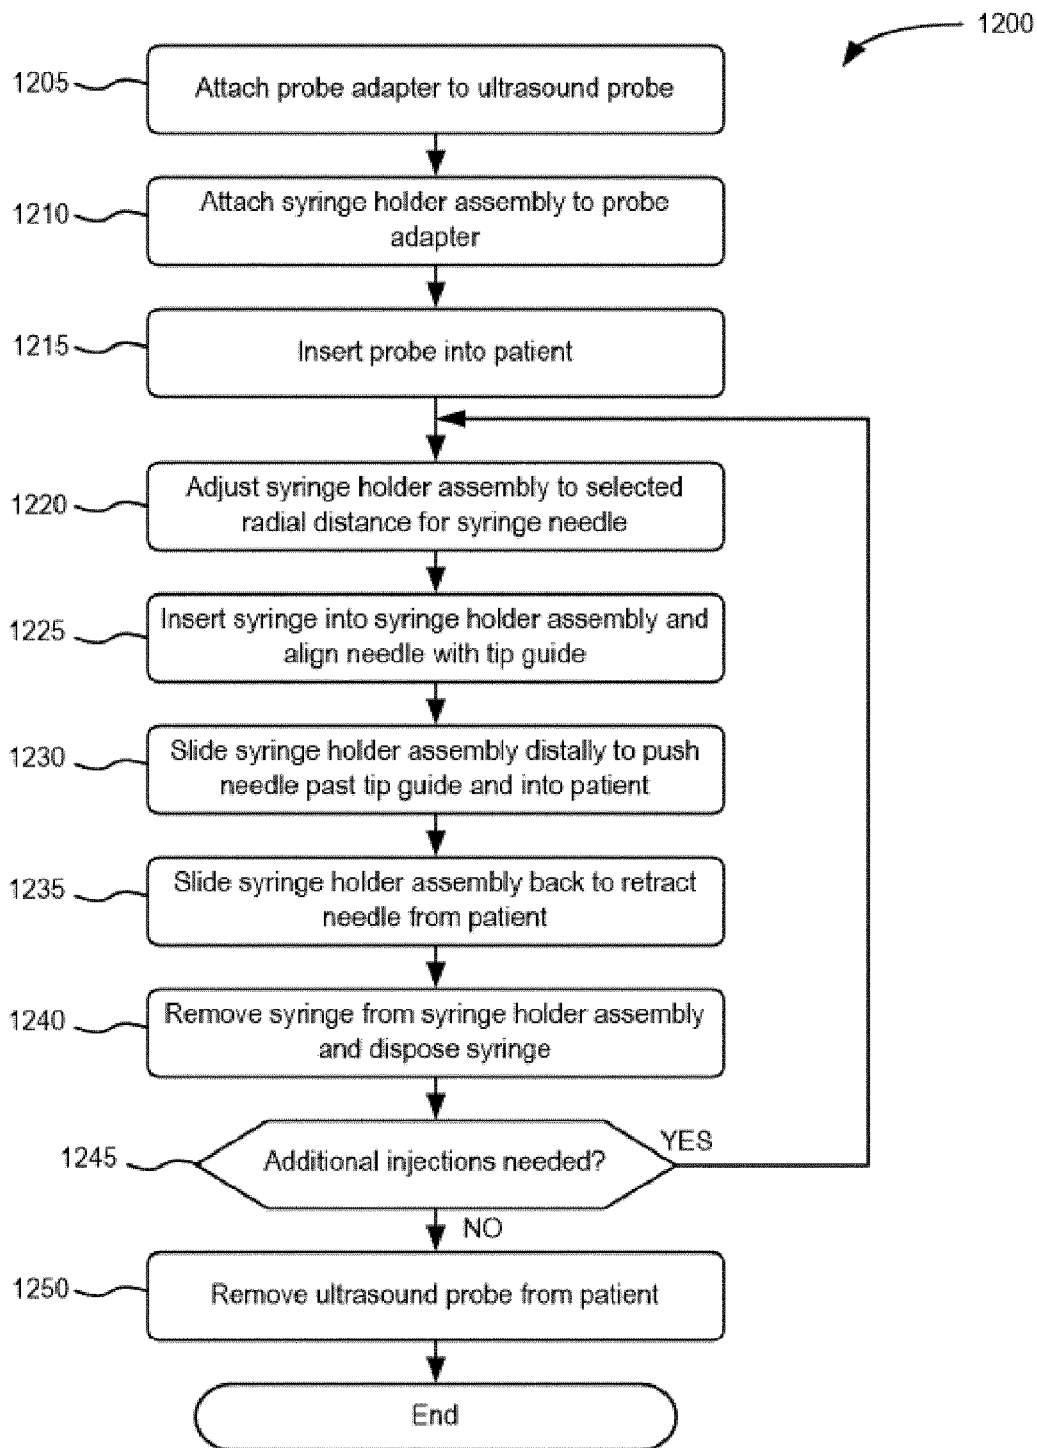 1200
1205
Attach probe adapter to ultrasound probe
1210
Attach syringe holder assembly to probe
adapter
1215
Insert probe into patient
1220
Adjust syringe holder assembly to selected
radial distance for syringe needle
1225
Insert syringe into syringe holder assembly and
align needle with tip guide
1230
Slide syringe holder assembly distally to push
needle past tip guide and into patient
1235
Slide syringe holder assembly back to retract
needle from patient
1240
Remove syringe from syringe holder assembly
and dispose syringe
1245
Additional injections needed?
YES
NO
1250
Remove ultrasound probe from patient
End